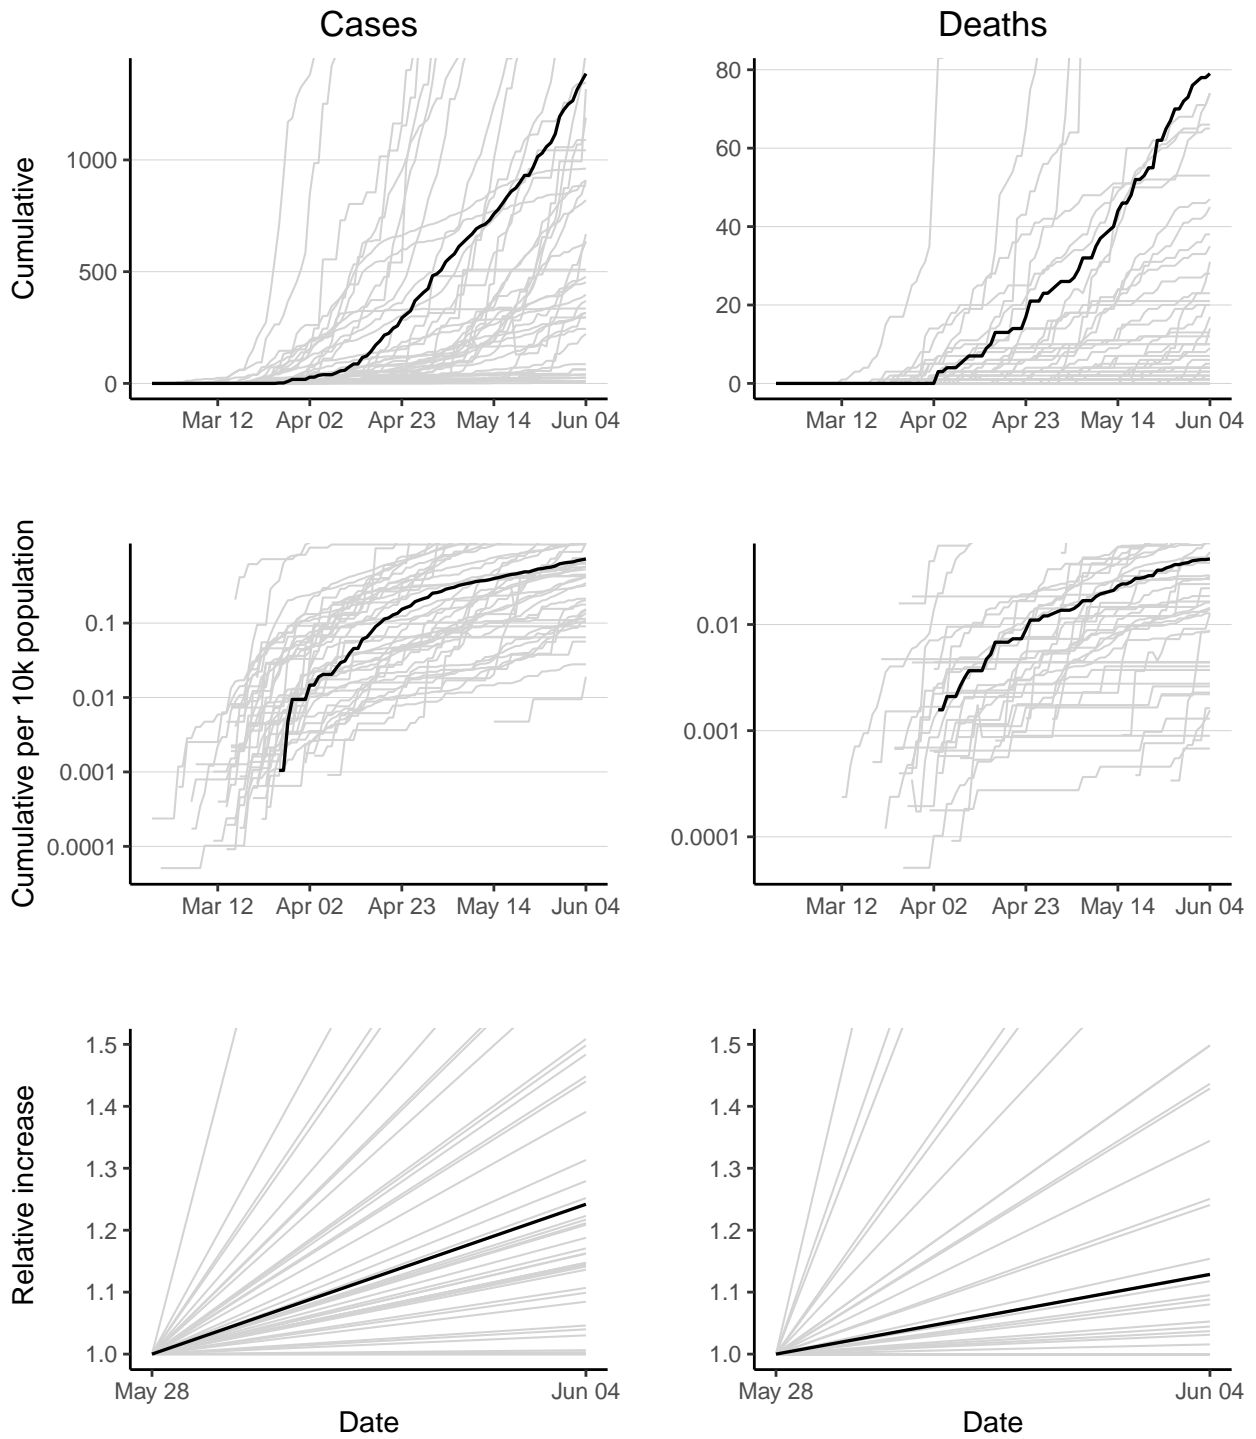 Cases
Deaths
Cumulative
1000
500
0
Mar 12 Apr 02 Apr 23 May 14 Jun 04
80
60
40
20
0
Mar 12 Apr 02 Apr 23 May 14 Jun 04
Cumulative per 10k population
0.1
0.01
0.001
0.0001
Mar 12 Apr 02 Apr 23 May 14 Jun 04
0.01
0.001
0.0001
Mar 12 Apr 02 Apr 23 May 14 Jun 04
Relative increase
1.5
1.4
1.3
1.2
1.1
1.0
May 28 Jun 04
Date
1.5
1.4
1.3
1.2
1.1
1.0
May 28 Jun 04
Date